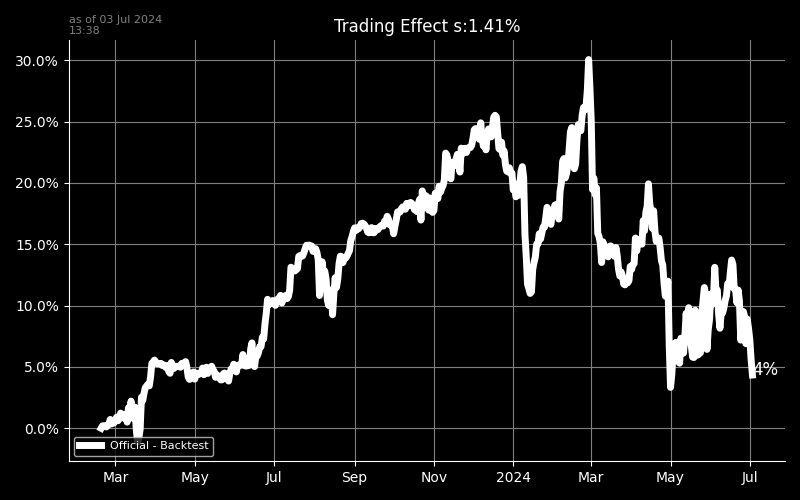 as of 03 Jul 2024
13:38
Trading Effect s:1.41%
30.0%
25.0%
20.0%
15.0%
10.0%
5.0%
0.0%
4%
Official - Backtest
Mar May Jul Sep Nov 2024 Mar May Jul